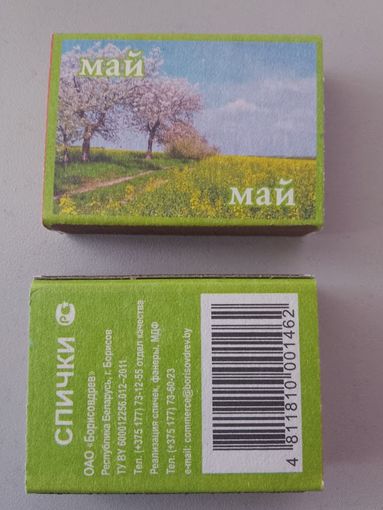 май
май
СПИЧКИ
ОАО «Борисовдрев»
Республика Беларусь, г. Борисов
ТУ BY 600012256.012–2011
Тел. (+375 177) 73-12-55 отдел качества
Реализация спичек, фанеры, МДФ
Тел. (+375 177) 73-60-23
e-mail: commerce@borisovdrev.by
4 811810 001462